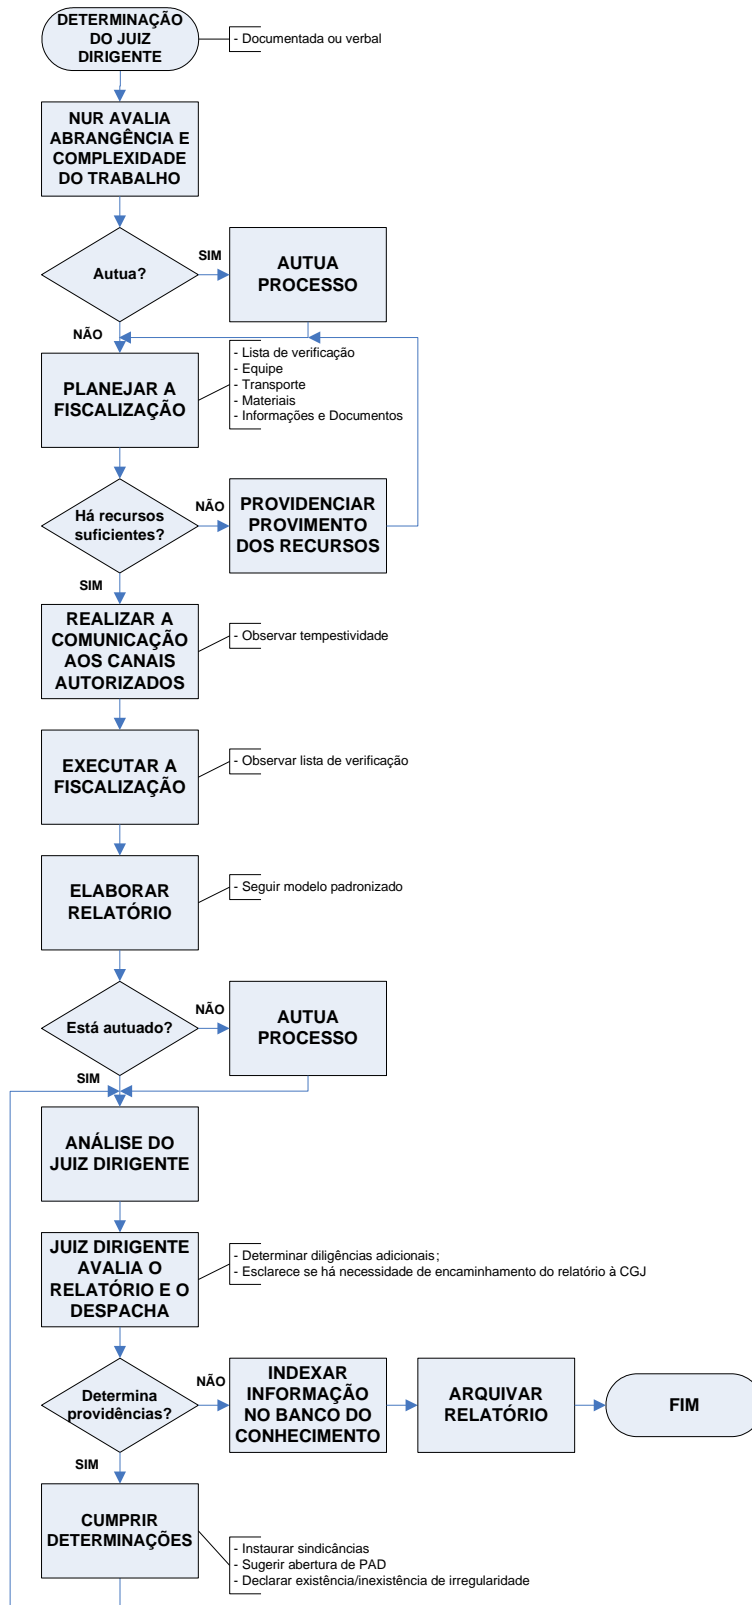 DETERMINAÇÃO
DO JUIZ
DIRIGENTE
- Documentada ou verbal
NUR AVALIA
ABRANGÊNCIA E
COMPLEXIDADE
DO TRABALHO
Autua?
SIM
AUTUA
PROCESSO
NÃO
PLANEJAR A
FISCALIZAÇÃO
- Lista de verificação
- Equipe
- Transporte
- Materiais
- Informações e Documentos
Há recursos
suficientes?
NÃO
PROVIDENCIAR
PROVIMENTO
DOS RECURSOS
SIM
REALIZAR A
COMUNICAÇÃO
AOS CANAIS
AUTORIZADOS
- Observar tempestividade
EXECUTAR A
FISCALIZAÇÃO
- Observar lista de verificação
ELABORAR
RELATÓRIO
- Seguir modelo padronizado
Está autuado?
NÃO
AUTUA
PROCESSO
SIM
ANÁLISE DO
JUIZ DIRIGENTE
JUIZ DIRIGENTE
AVALIA O
RELATÓRIO E O
DESPACHA
- Determinar diligências adicionais;
- Esclarece se há necessidade de encaminhamento do relatório à CGJ
Determina
providências?
NÃO
INDEXAR
INFORMAÇÃO
NO BANCO DO
CONHECIMENTO
ARQUIVAR
RELATÓRIO
FIM
SIM
CUMPRIR
DETERMINAÇÕES
- Instaurar sindicâncias
- Sugerir abertura de PAD
- Declarar existência/inexistência de irregularidade